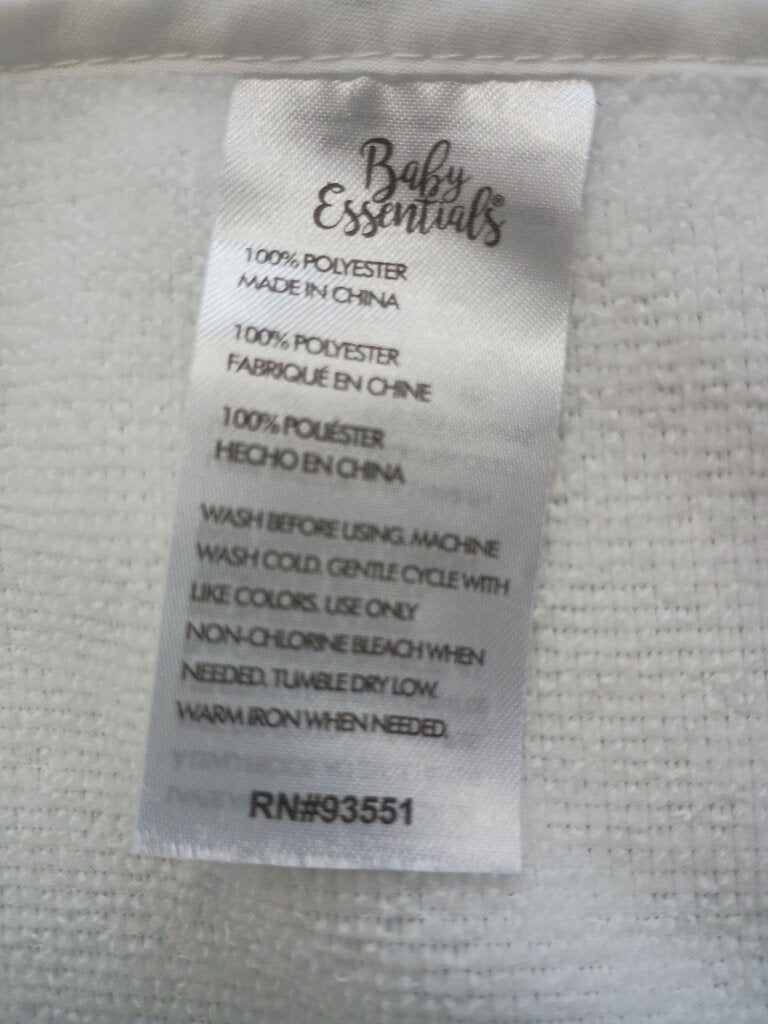 Baby
Essentials®
100% POLYESTER
MADE IN CHINA
100% POLYESTER
FABRIQUÉ EN CHINE
100% POLIÉSTER
HECHO EN CHINA
WASH BEFORE USING. MACHINE
WASH COLD. GENTLE CYCLE WITH
LIKE COLORS. USE ONLY
NON-CHLORINE BLEACH WHEN
NEEDED. TUMBLE DRY LOW.
WARM IRON WHEN NEEDED.
RN#93551